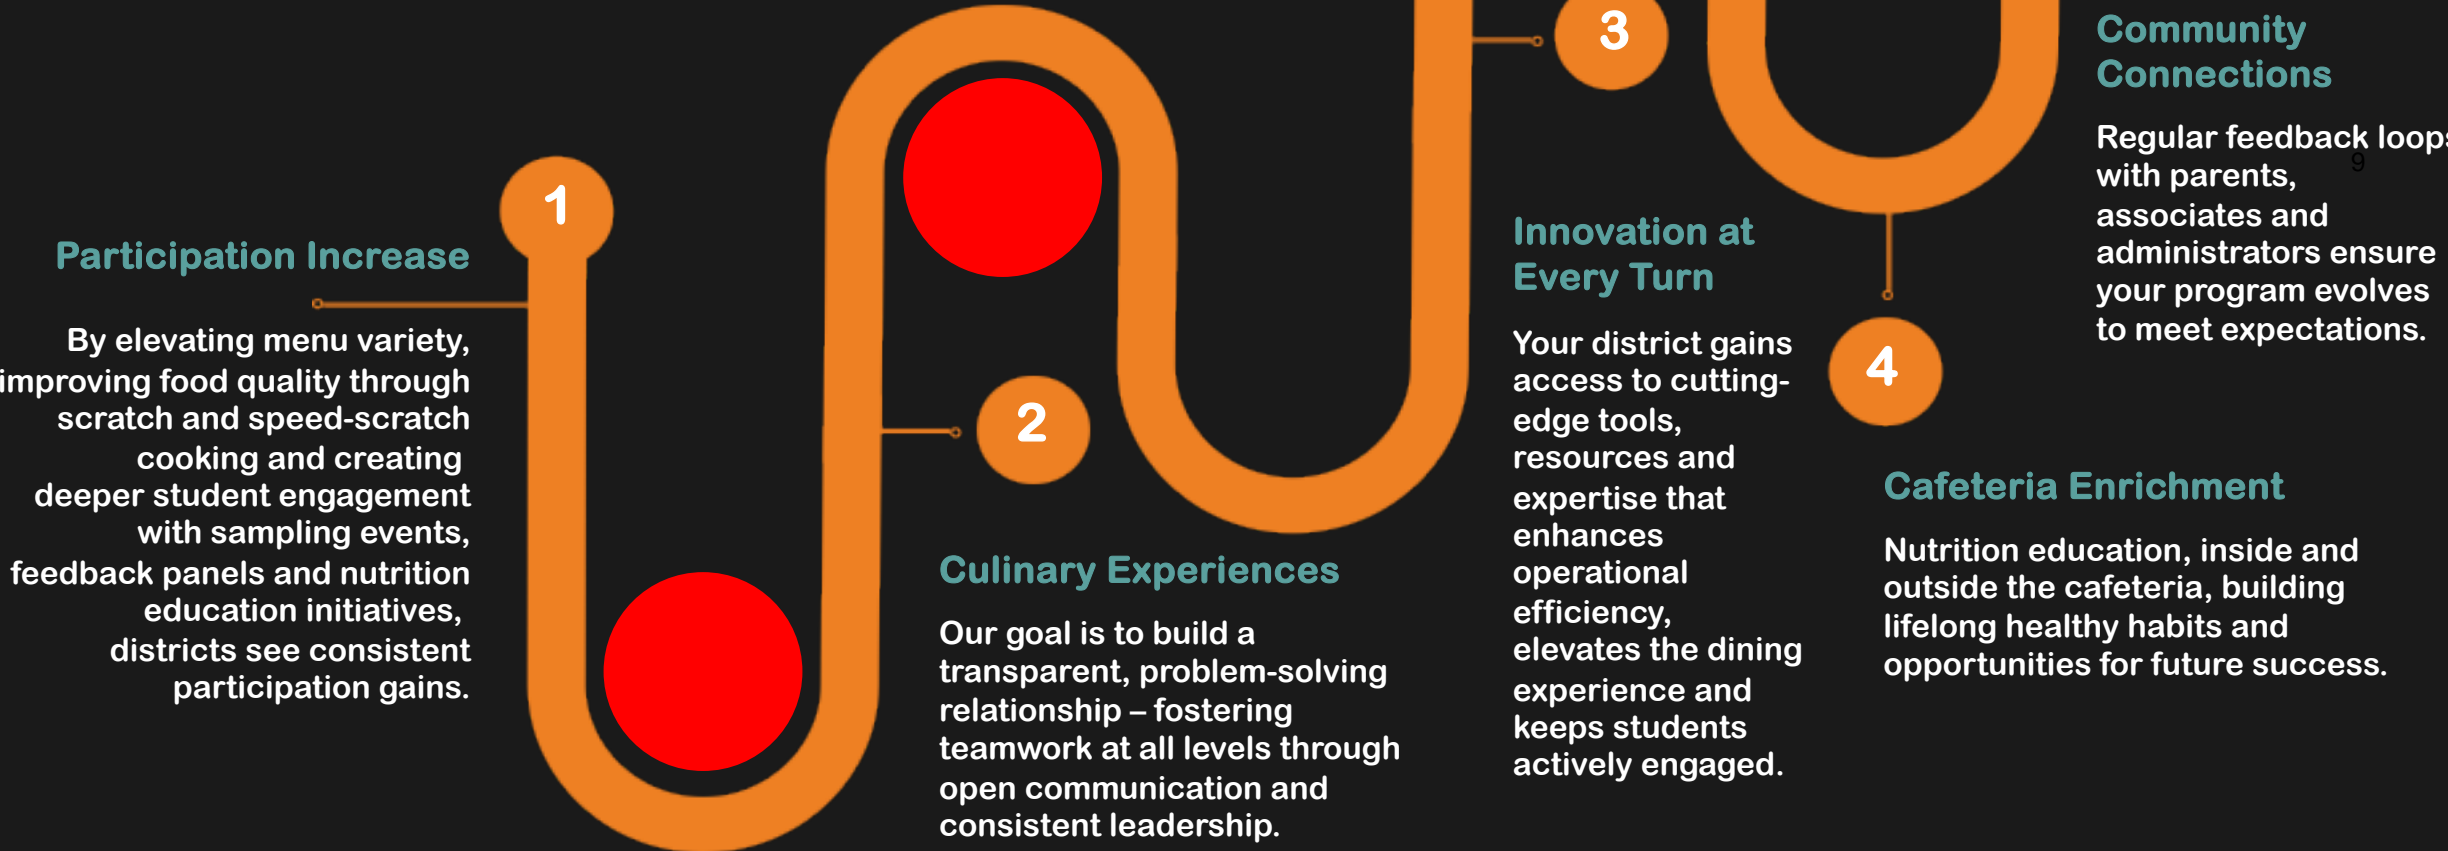 1
Participation Increase
By elevating menu variety,
improving food quality through
scratch and speed-scratch
cooking and creating
deeper student engagement
with sampling events,
feedback panels and nutrition
education initiatives,
districts see consistent
participation gains.
2
Culinary Experiences
Our goal is to build a
transparent, problem-solving
relationship – fostering
teamwork at all levels through
open communication and
consistent leadership.
3
Innovation at
Every Turn
Your district gains
access to cutting-
edge tools,
resources and
expertise that
enhances
operational
efficiency,
elevates the dining
experience and
keeps students
actively engaged.
4
Cafeteria Enrichment
Nutrition education, inside and
outside the cafeteria, building
lifelong healthy habits and
opportunities for future success.
Community
Connections
Regular feedback loops
with parents,
associates and
administrators ensure
your program evolves
to meet expectations.
9